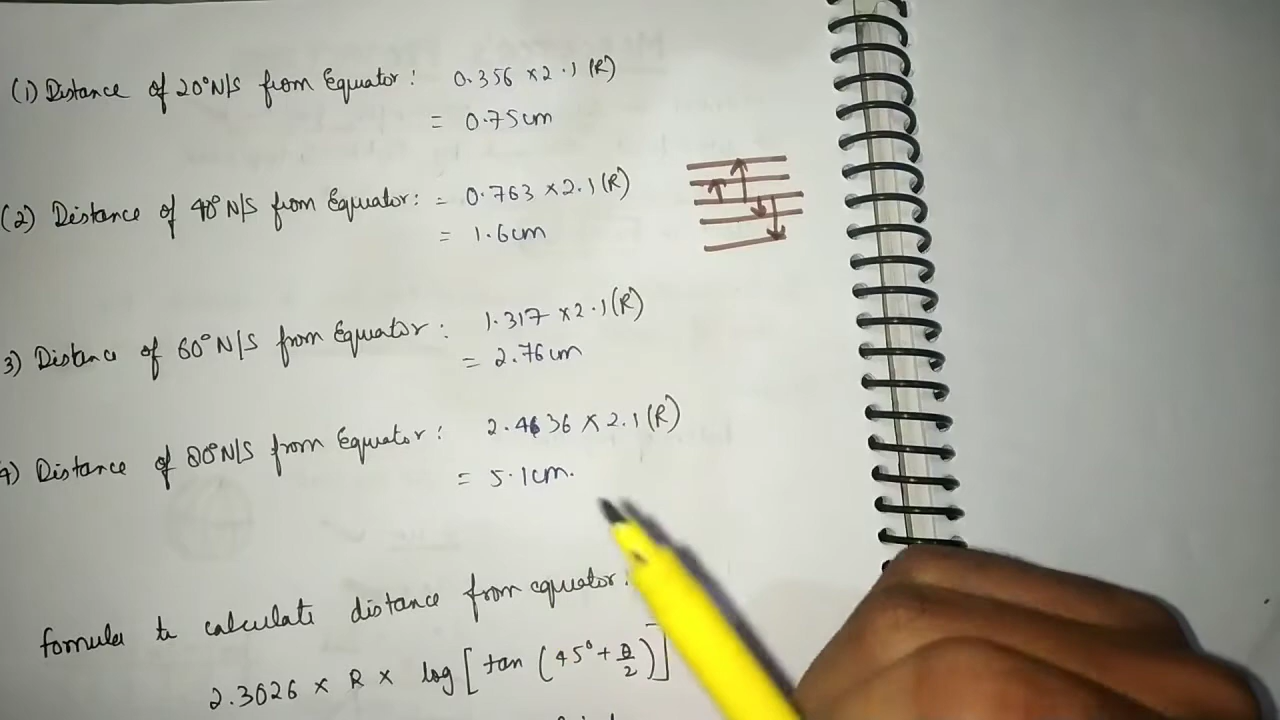 (1) Distance of 20°N/S from Equator: 0.356 × 2.1 (R)
= 0.75cm
(2) Distance of 40°N/S from Equator: = 0.763 × 2.1 (R)
= 1.6cm
3) Distance of 60°N/S from Equator: 1.317 × 2.1 (R)
= 2.76cm
4) Distance of 80°N/S from Equator: 2.4636 × 2.1 (R)
= 5.1cm.
formula to calculate distance from equator:
2.3026 × R × log [tan (45° + θ/2)]